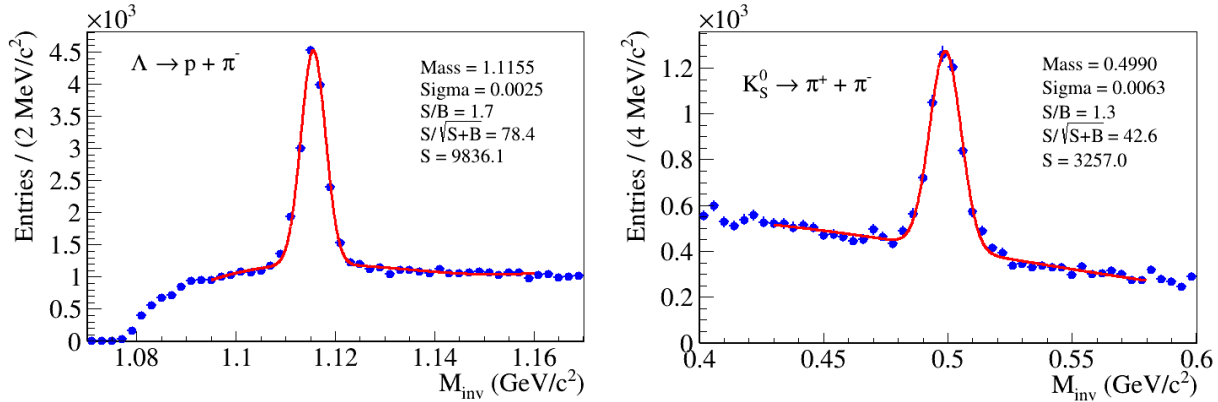 ×10³
Λ → p + π⁻
Mass = 1.1155
Sigma = 0.0025
S/B = 1.7
S/√S+B = 78.4
S = 9836.1
Entries / (2 MeV/c²)
4.5
4
3.5
3
2.5
2
1.5
1
0.5
0
1.08 1.1 1.12 1.14 1.16
M_inv (GeV/c²)
×10³
K⁰_S → π⁺ + π⁻
Mass = 0.4990
Sigma = 0.0063
S/B = 1.3
S/√S+B = 42.6
S = 3257.0
Entries / (4 MeV/c²)
1.2
1
0.8
0.6
0.4
0.2
0
0.4 0.45 0.5 0.55 0.6
M_inv (GeV/c²)